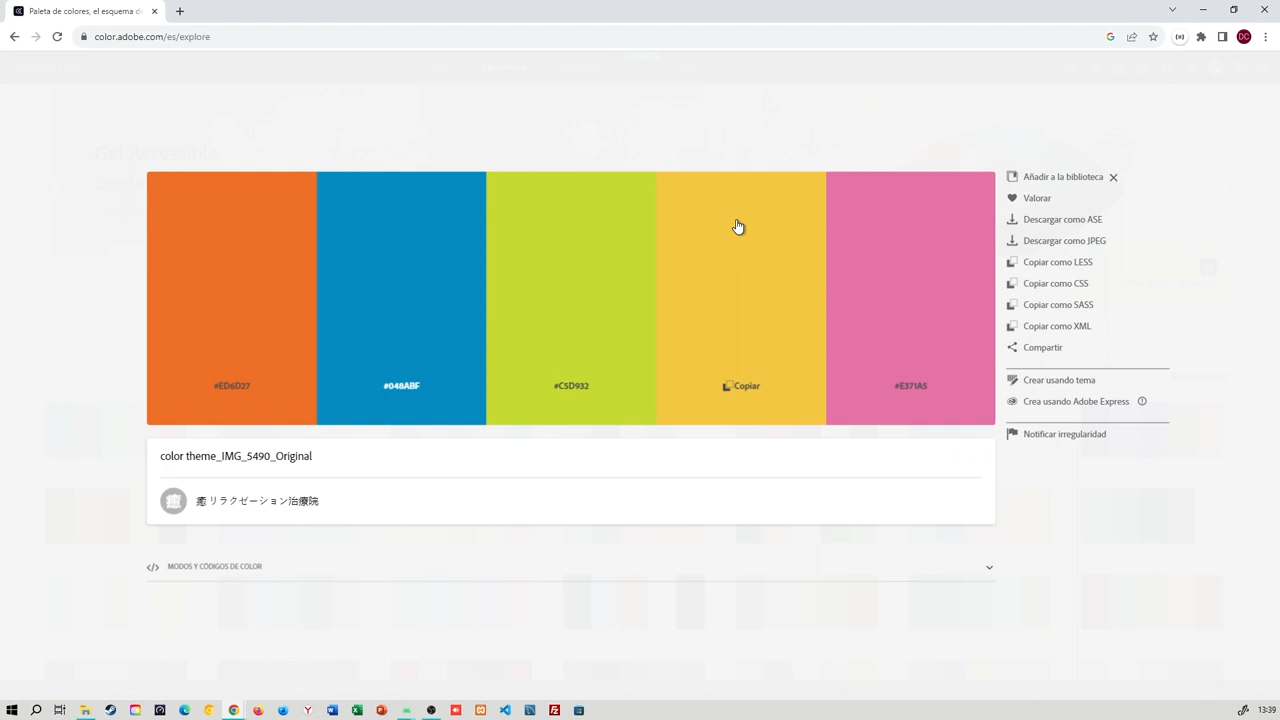 Paleta de colores, el esquema d
color.adobe.com/es/explore
DC
#ED6D27
#048ABF
#C5D932
Copiar
#E371A5
Añadir a la biblioteca
Valorar
Descargar como ASE
Descargar como JPEG
Copiar como LESS
Copiar como CSS
Copiar como SASS
Copiar como XML
Compartir
Crear usando tema
Crea usando Adobe Express
Notificar irregularidad
color theme_IMG_5490_Original
癒
癒 リラクゼーション治療院
MODOS Y CÓDIGOS DE COLOR
13:39